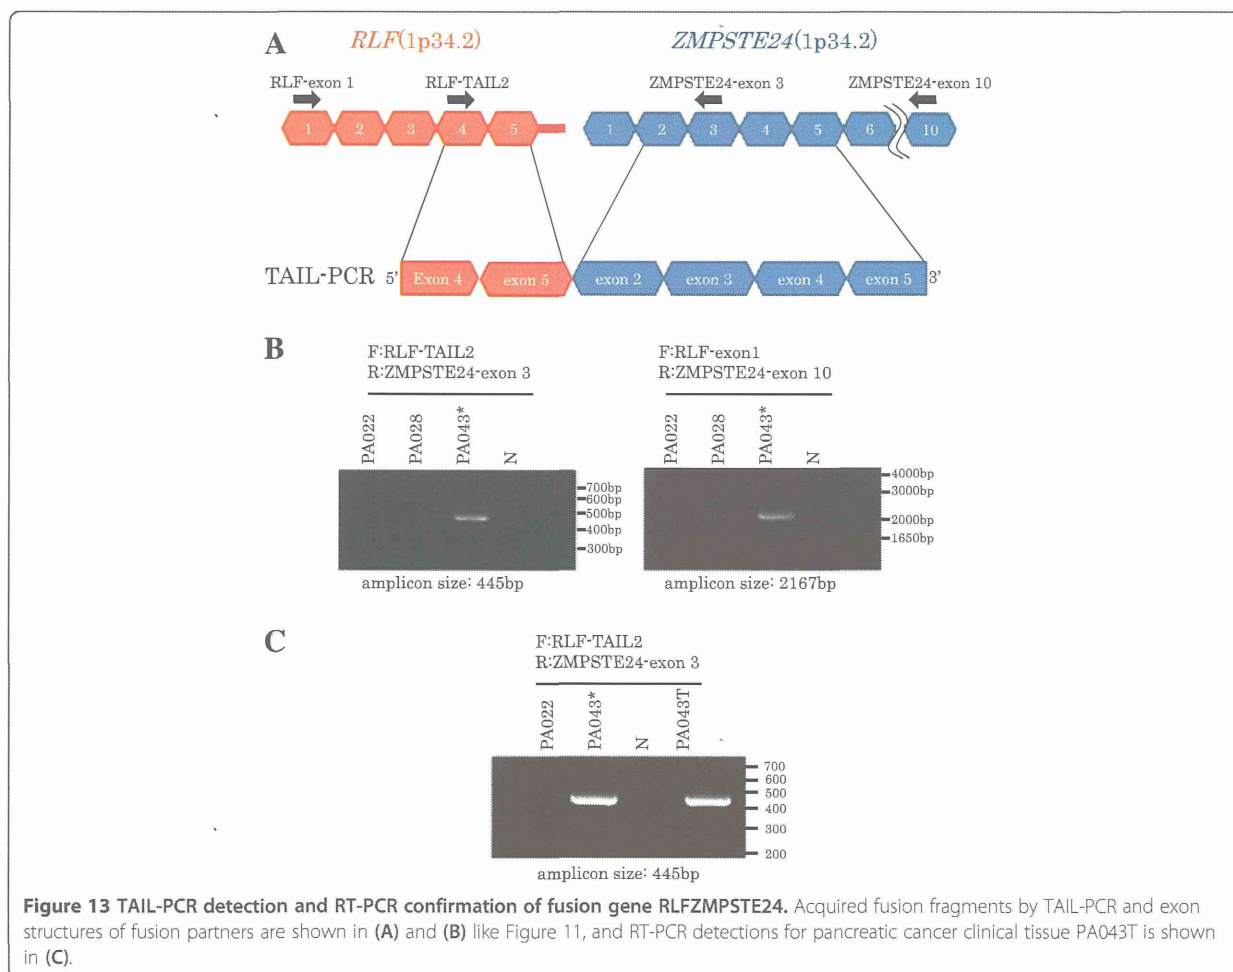 A
RLF(1p34.2) ZMPSTE24(1p34.2)
RLF-exon 1 RLF-TAIL2 ZMPSTE24-exon 3 ZMPSTE24-exon 10
1 2 3 4 5 1 2 3 4 5 6 10
TAIL-PCR 5' Exon 4 exon 5 exon 2 exon 3 exon 4 exon 5 3'
B
F:RLF-TAIL2
R:ZMPSTE24-exon 3
PA022 PA028 PA043* N
700bp
600bp
500bp
400bp
300bp
amplicon size: 445bp
F:RLF-exon1
R:ZMPSTE24-exon 10
PA022 PA028 PA043* N
4000bp
3000bp
2000bp
1650bp
amplicon size: 2167bp
C
F:RLF-TAIL2
R:ZMPSTE24-exon 3
PA022 PA043* N PA043T
700
600
500
400
300
200
amplicon size: 445bp
Figure 13 TAIL-PCR detection and RT-PCR confirmation of fusion gene RLFZMPSTE24. Acquired fusion fragments by TAIL-PCR and exon
structures of fusion partners are shown in (A) and (B) like Figure 11, and RT-PCR detections for pancreatic cancer clinical tissue PA043T is shown
in (C).